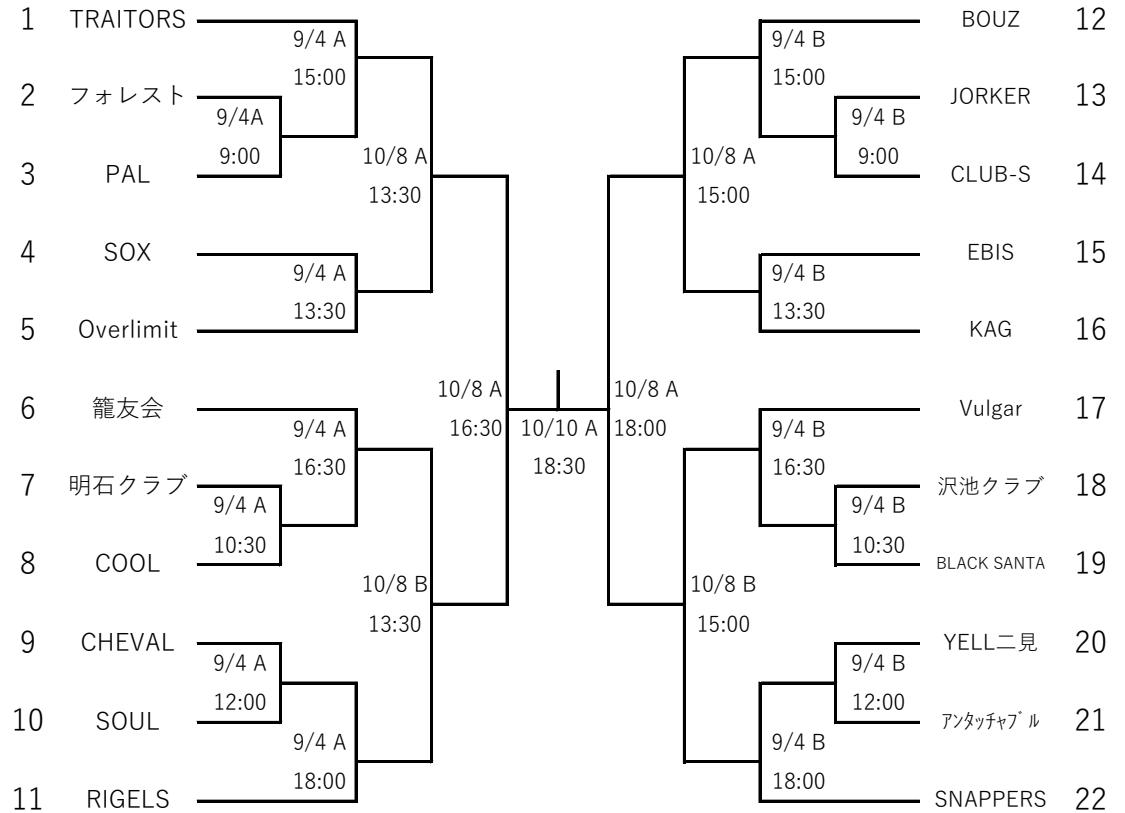 1 TRAITORS
9/4 A
15:00
2 フォレスト
9/4A
9:00
3 PAL
10/8 A
13:30
4 SOX
9/4 A
13:30
5 Overlimit
10/8 A
16:30
6 籠友会
9/4 A
16:30
7 明石クラブ
9/4 A
10:30
8 COOL
10/8 B
13:30
9 CHEVAL
9/4 A
12:00
10 SOUL
9/4 A
18:00
11 RIGELS
10/10 A
18:30
BOUZ 12
9/4 B
15:00
JORKER 13
9/4 B
9:00
CLUB-S 14
10/8 A
15:00
EBIS 15
9/4 B
13:30
KAG 16
10/8 A
18:00
Vulgar 17
9/4 B
16:30
沢池クラブ 18
9/4 B
10:30
BLACK SANTA 19
10/8 B
15:00
YELL二見 20
9/4 B
12:00
ｱﾝﾀｯﾁｬﾌﾞﾙ 21
9/4 B
18:00
SNAPPERS 22